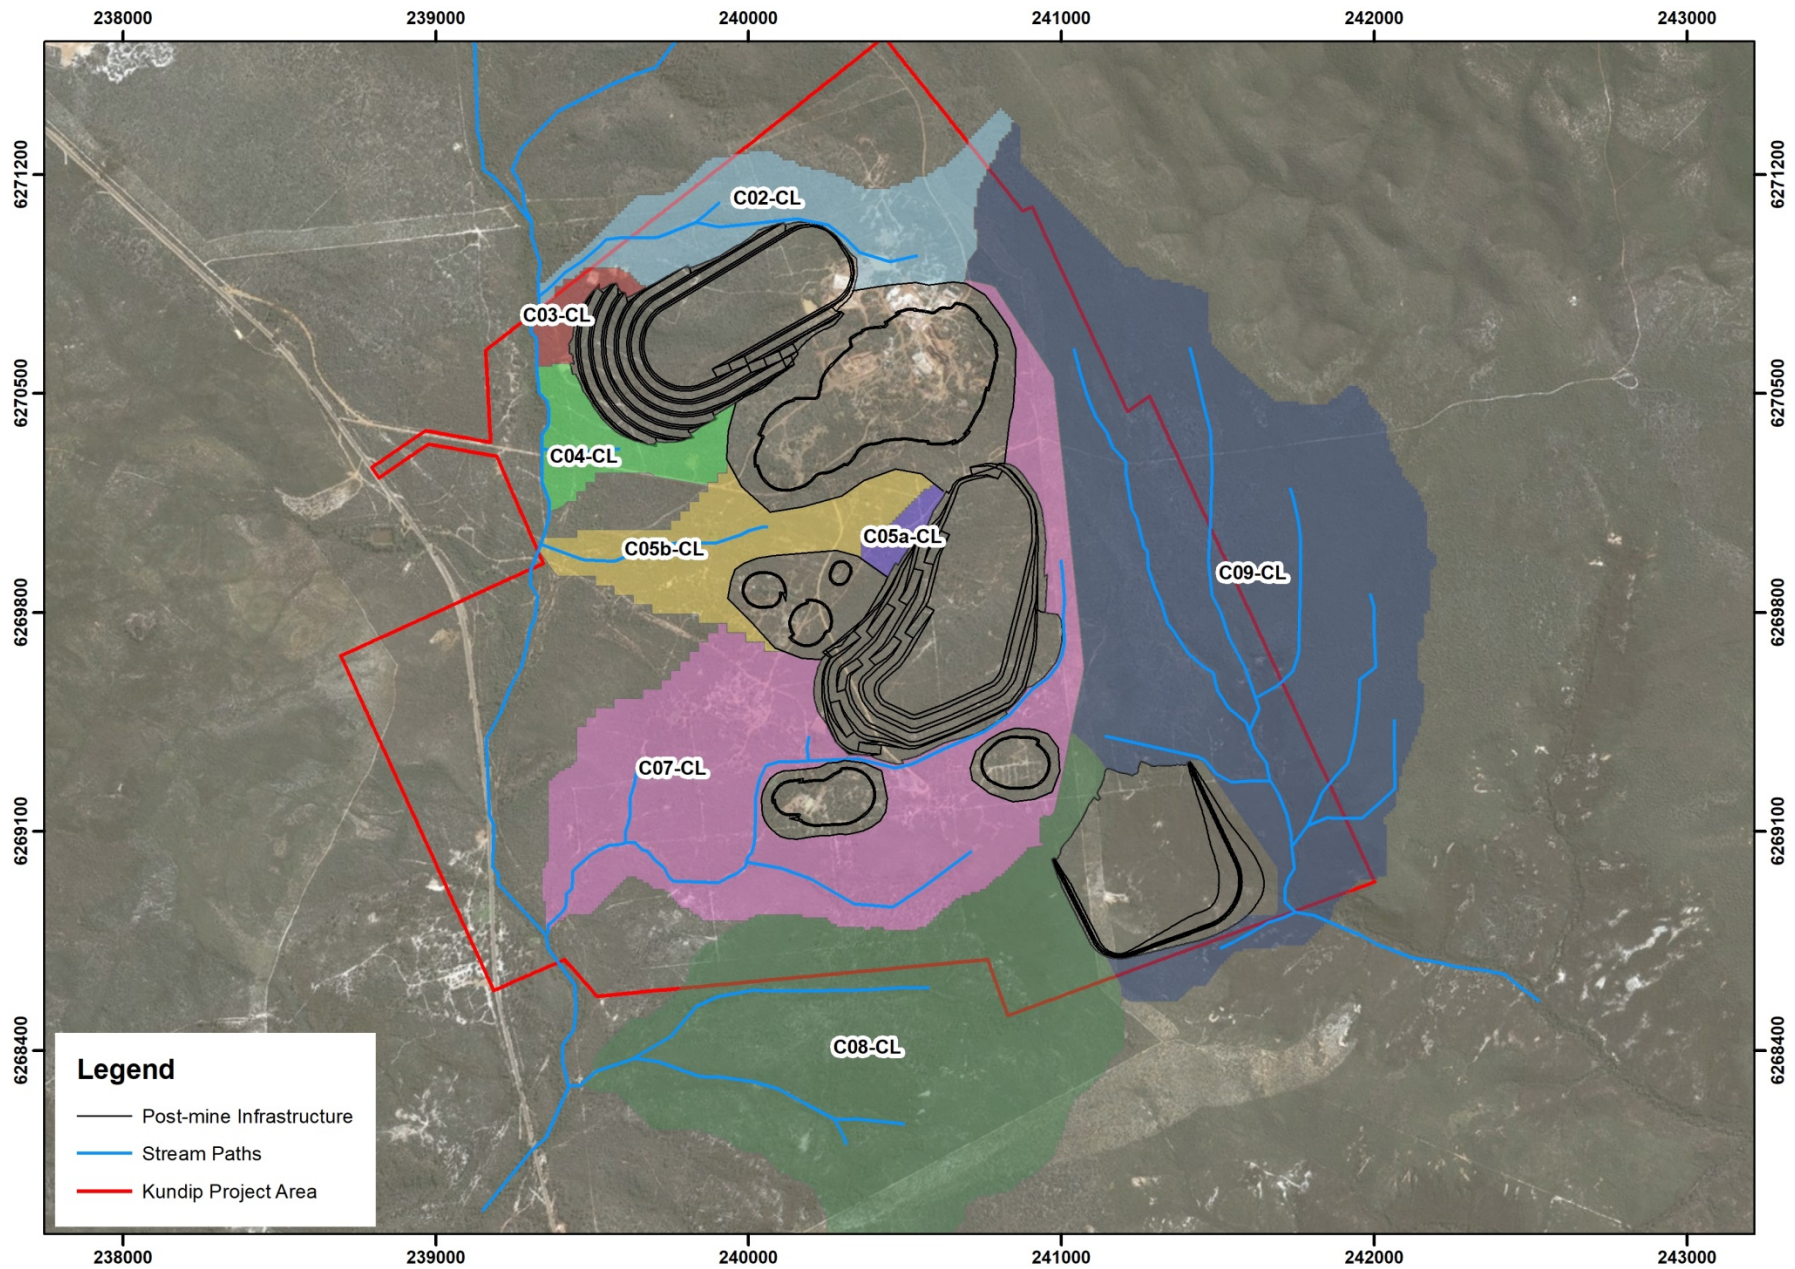 238000 239000 240000 241000 242000 243000
6271200 6271200
C02-CL
C03-CL
6270500 6270500
C04-CL
C05a-CL
C05b-CL
C09-CL
6269800 6269800
C07-CL
6269100 6269100
C08-CL
6268400 6268400
Legend
Post-mine Infrastructure
Stream Paths
Kundip Project Area
238000 239000 240000 241000 242000 243000